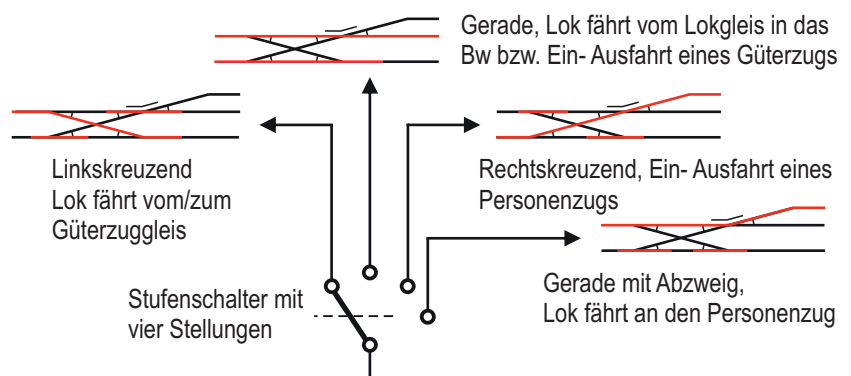 Gerade, Lok fährt vom Lokgleis in das
Bw bzw. Ein- Ausfahrt eines Güterzugs
Linkskreuzend
Lok fährt vom/zum
Güterzuggleis
Rechtskreuzend, Ein- Ausfahrt eines
Personenzugs
Gerade mit Abzweig,
Lok fährt an den Personenzug
Stufenschalter mit
vier Stellungen